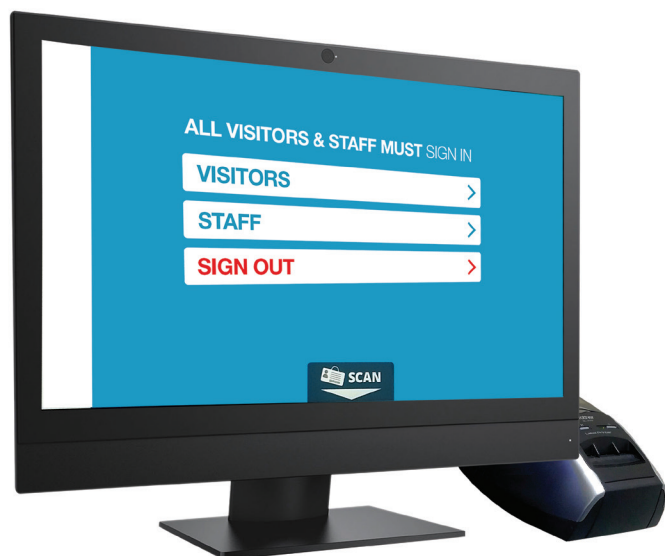 ALL VISITORS & STAFF MUST SIGN IN
VISITORS
STAFF
SIGN OUT
SCAN